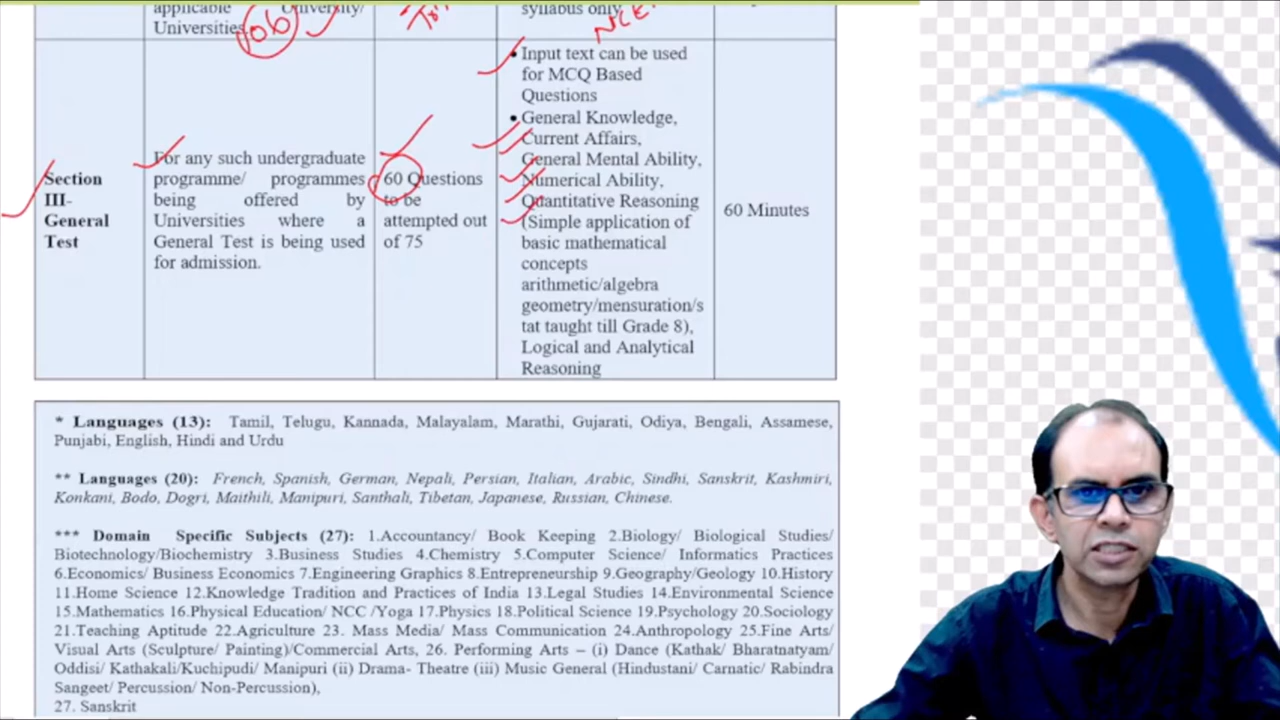 applicable University/
Universities.
06
syllabus only
NCE
Section
III-
General
Test
For any such undergraduate
programme/ programmes
being offered by
Universities where a
General Test is being used
for admission.
60 Questions
to be
attempted out
of 75
• Input text can be used
for MCQ Based
Questions
• General Knowledge,
Current Affairs,
General Mental Ability,
Numerical Ability,
Quantitative Reasoning
(Simple application of
basic mathematical
concepts
arithmetic/algebra
geometry/mensuration/s
tat taught till Grade 8),
Logical and Analytical
Reasoning
60 Minutes
* Languages (13): Tamil, Telugu, Kannada, Malayalam, Marathi, Gujarati, Odiya, Bengali, Assamese,
Punjabi, English, Hindi and Urdu
** Languages (20): French, Spanish, German, Nepali, Persian, Italian, Arabic, Sindhi, Sanskrit, Kashmiri,
Konkani, Bodo, Dogri, Maithili, Manipuri, Santhali, Tibetan, Japanese, Russian, Chinese.
*** Domain Specific Subjects (27): 1.Accountancy/ Book Keeping 2.Biology/ Biological Studies/
Biotechnology/Biochemistry 3.Business Studies 4.Chemistry 5.Computer Science/ Informatics Practices
6.Economics/ Business Economics 7.Engineering Graphics 8.Entrepreneurship 9.Geography/Geology 10.History
11.Home Science 12.Knowledge Tradition and Practices of India 13.Legal Studies 14.Environmental Science
15.Mathematics 16.Physical Education/ NCC /Yoga 17.Physics 18.Political Science 19.Psychology 20.Sociology
21.Teaching Aptitude 22.Agriculture 23. Mass Media/ Mass Communication 24.Anthropology 25.Fine Arts/
Visual Arts (Sculpture/ Painting)/Commercial Arts, 26. Performing Arts – (i) Dance (Kathak/ Bharatnatyam/
Oddisi/ Kathakali/Kuchipudi/ Manipuri (ii) Drama- Theatre (iii) Music General (Hindustani/ Carnatic/ Rabindra
Sangeet/ Percussion/ Non-Percussion),
27. Sanskrit